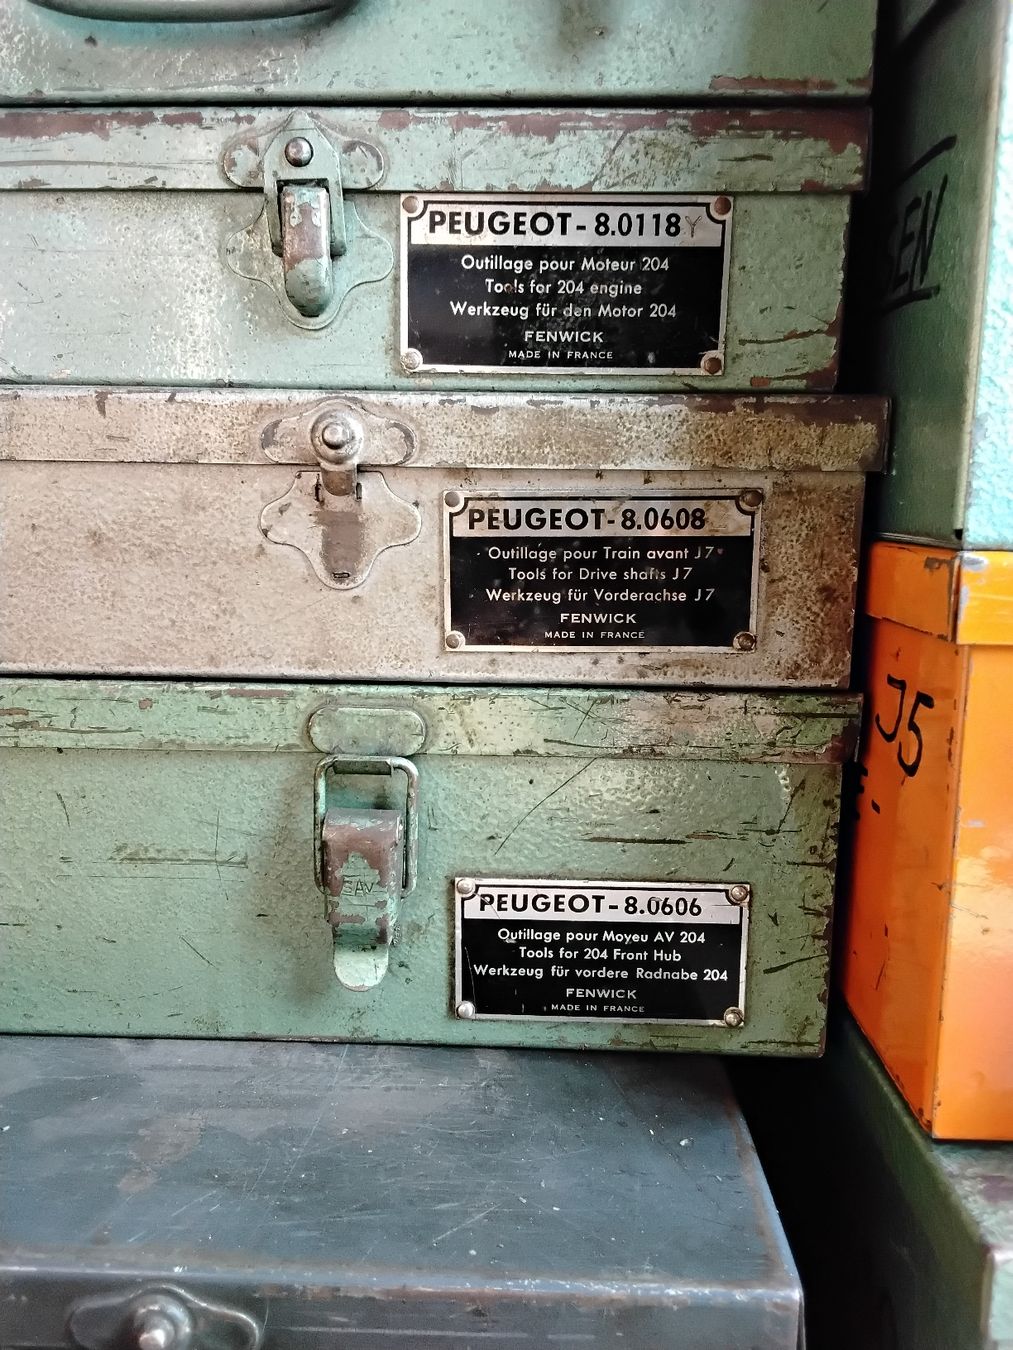 PEUGEOT - 8.0118 Y
Outillage pour Moteur 204
Tools for 204 engine
Werkzeug für den Motor 204
FENWICK
MADE IN FRANCE
PEUGEOT - 8.0608
Outillage pour Train avant J7
Tools for Drive shafts J7
Werkzeug für Vorderachse J7
FENWICK
MADE IN FRANCE
SAV
PEUGEOT - 8.0606
Outillage pour Moyeu AV 204
Tools for 204 Front Hub
Werkzeug für vordere Radnabe 204
FENWICK
MADE IN FRANCE
J5